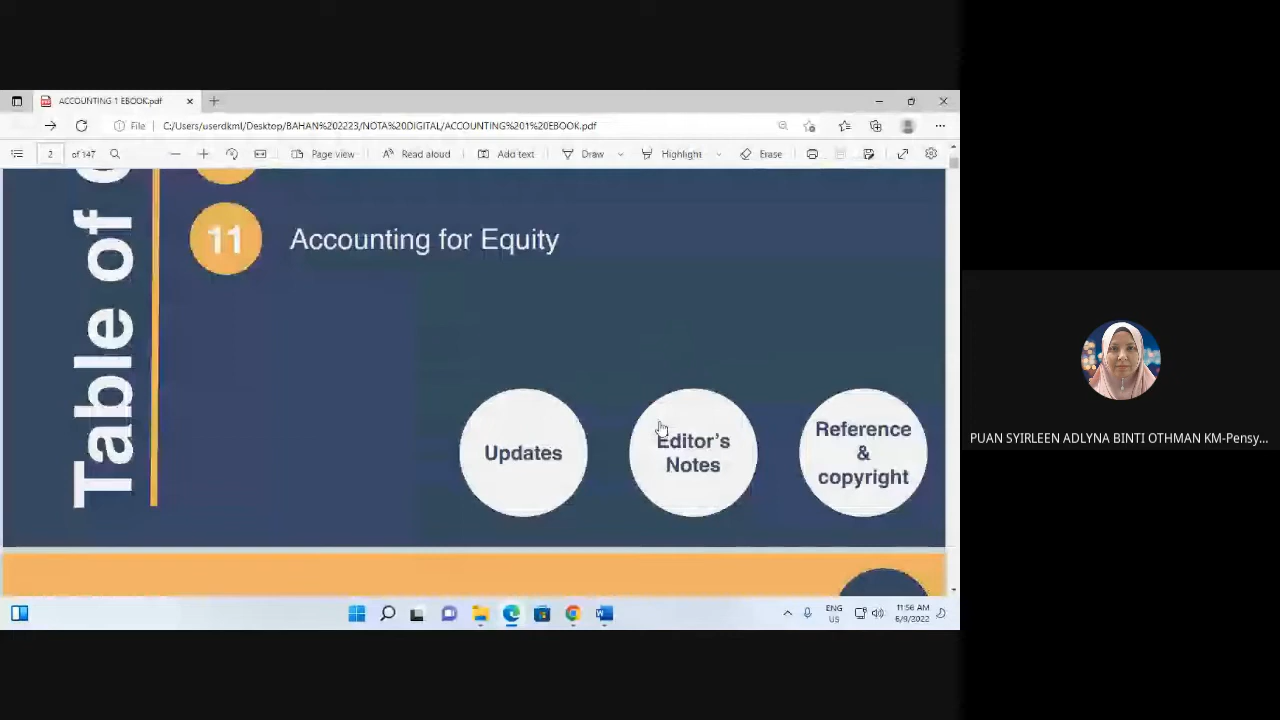 ACCOUNTING 1 EBOOK.pdf
File C:/Users/userdkml/Desktop/BAHAN%202223/NOTA%20DIGITAL/ACCOUNTING%201%20EBOOK.pdf
2 of 147 Page view Read aloud Add text Draw Highlight Erase
Table of
11 Accounting for Equity
Updates
Editor's
Notes
Reference
&
copyright
PUAN SYIRLEEN ADLYNA BINTI OTHMAN KM-Pensy...
ENG
US
11:56 AM
6/9/2022